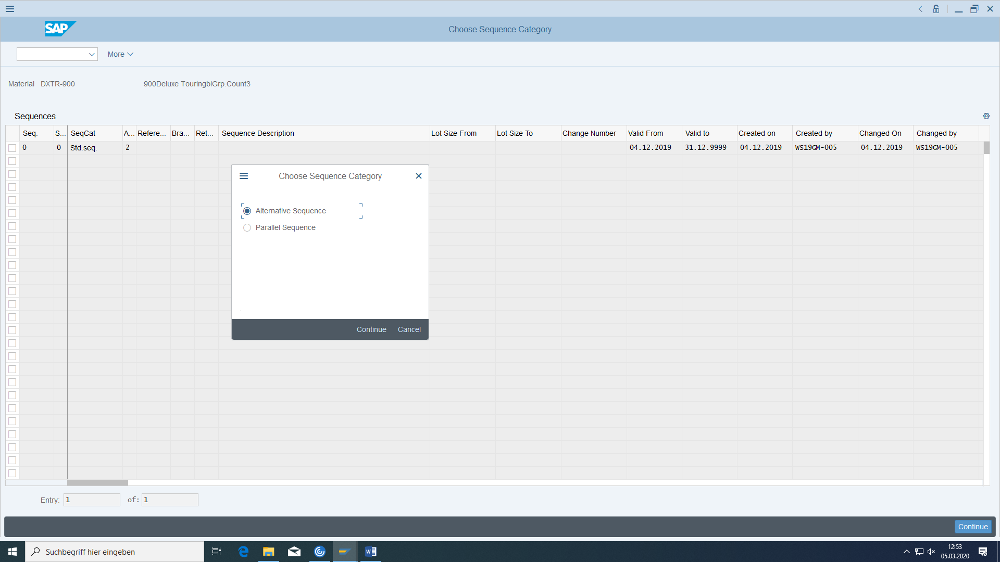 SAP
Choose Sequence Category
More
Material DXTR-900 900Deluxe TouringbiGrp.Count3
Sequences
Seq. S... SeqCat A... Refere... Bra... Ret... Sequence Description Lot Size From Lot Size To Change Number Valid From Valid to Created on Created by Changed On Changed by
0 0 Std.seq. 2 04.12.2019 31.12.9999 04.12.2019 WS19GM-005 04.12.2019 WS19GM-005
Choose Sequence Category
Alternative Sequence
Parallel Sequence
Continue Cancel
Entry: 1 of: 1
Continue
Suchbegriff hier eingeben
12:53
05.03.2020